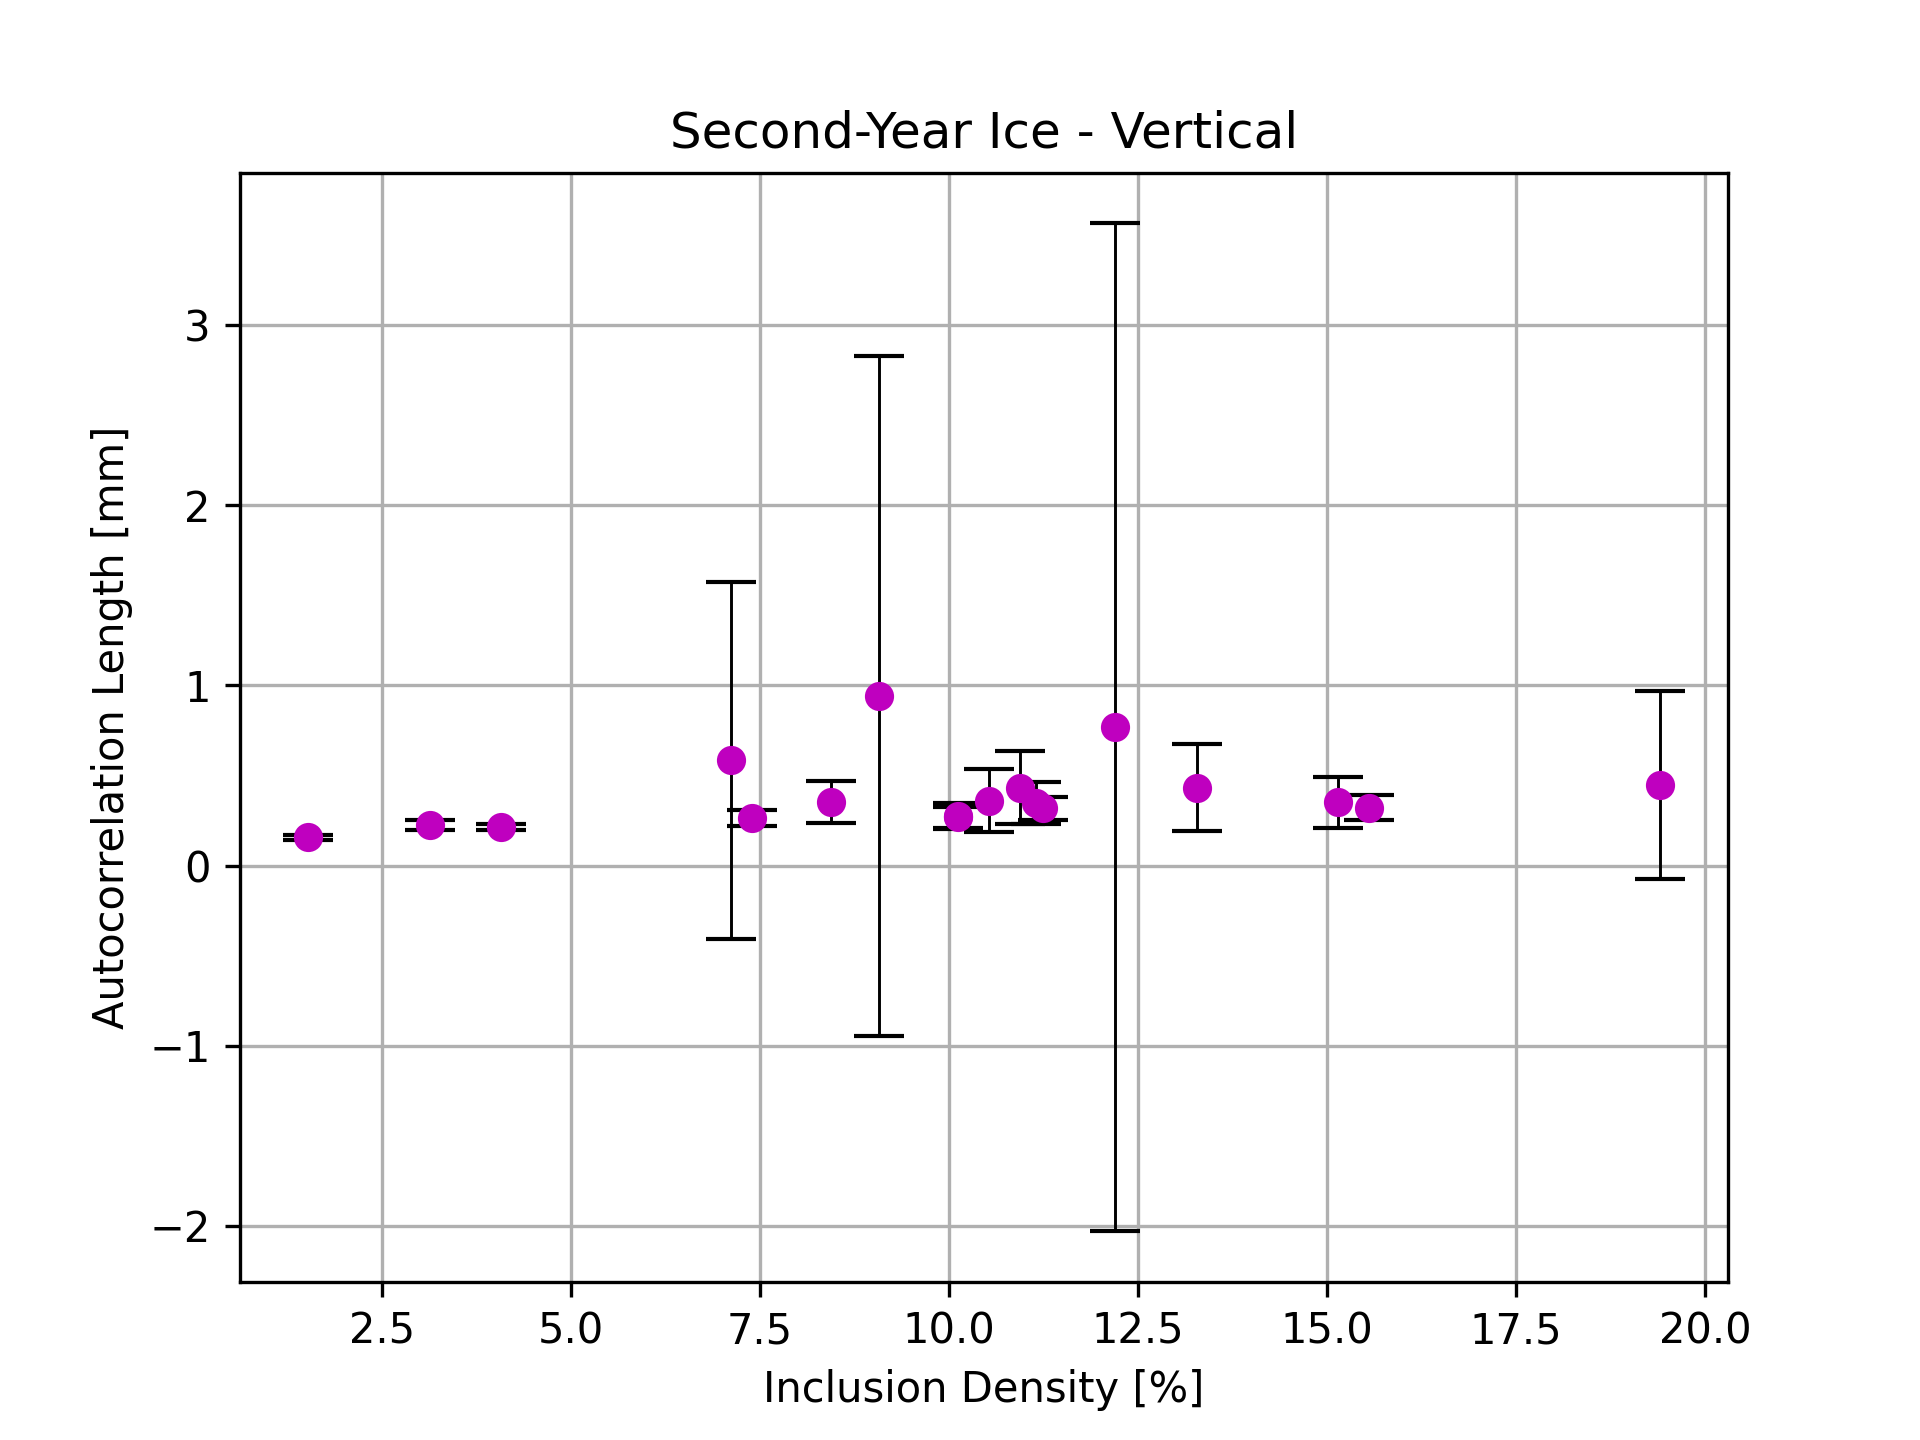 Second-Year Ice - Vertical
Autocorrelation Length [mm]
3
2
1
0
−1
−2
2.5 5.0 7.5 10.0 12.5 15.0 17.5 20.0
Inclusion Density [%]